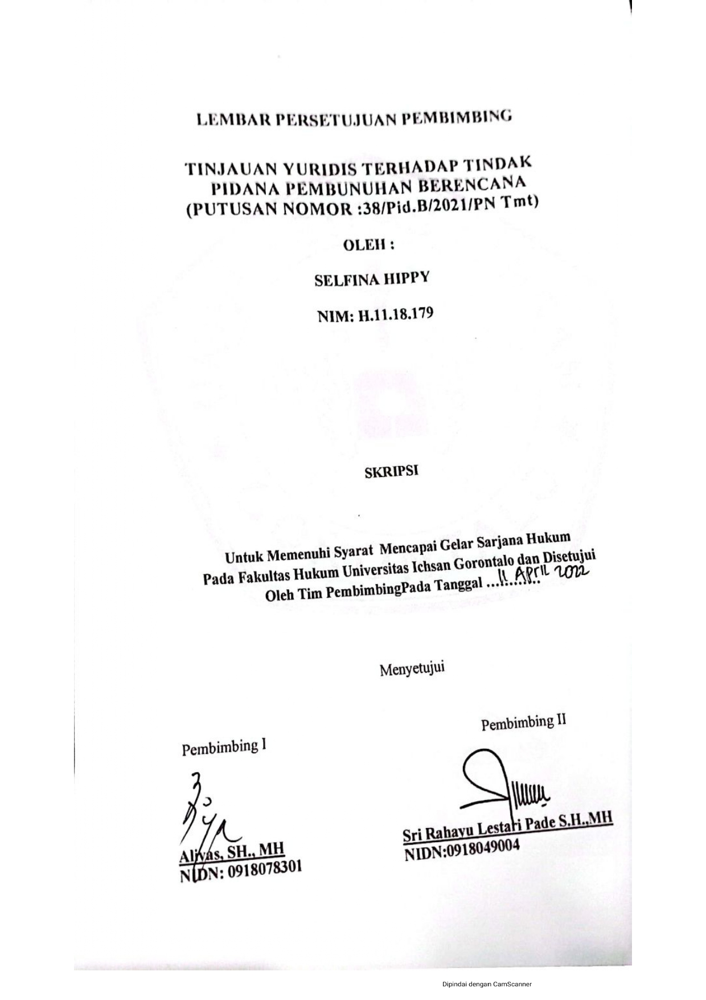 LEMBAR PERSETUJUAN PEMBIMBING
TINJAUAN YURIDIS TERHADAP TINDAK
PIDANA PEMBUNUHAN BERENCANA
(PUTUSAN NOMOR :38/Pid.B/2021/PN Tmt)
OLEH :
SELFINA HIPPY
NIM: H.11.18.179
SKRIPSI
Untuk Memenuhi Syarat Mencapai Gelar Sarjana Hukum
Pada Fakultas Hukum Universitas Ichsan Gorontalo dan Disetujui
Oleh Tim PembimbingPada Tanggal ...11 APRIL 2022
Menyetujui
Pembimbing I
Pembimbing II
Aliyas, SH., MH
NIDN: 0918078301
Sri Rahayu Lestari Pade S.H.,MH
NIDN:0918049004
Dipindai dengan CamScanner